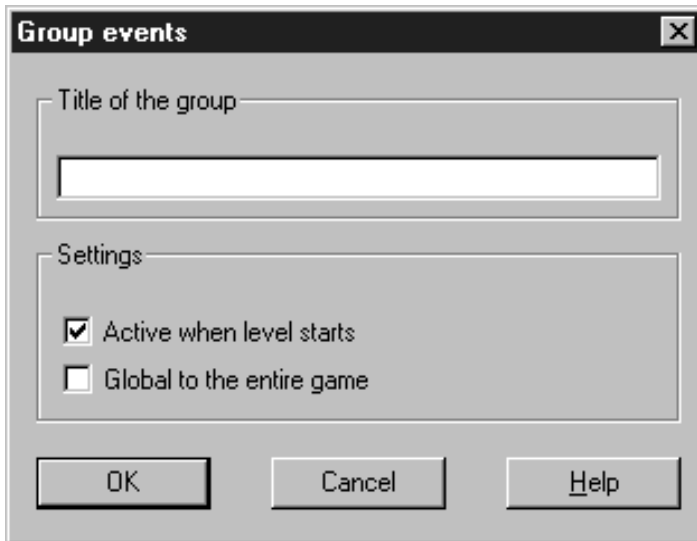 Group events
Title of the group
Settings
Active when level starts
Global to the entire game
OK Cancel Help